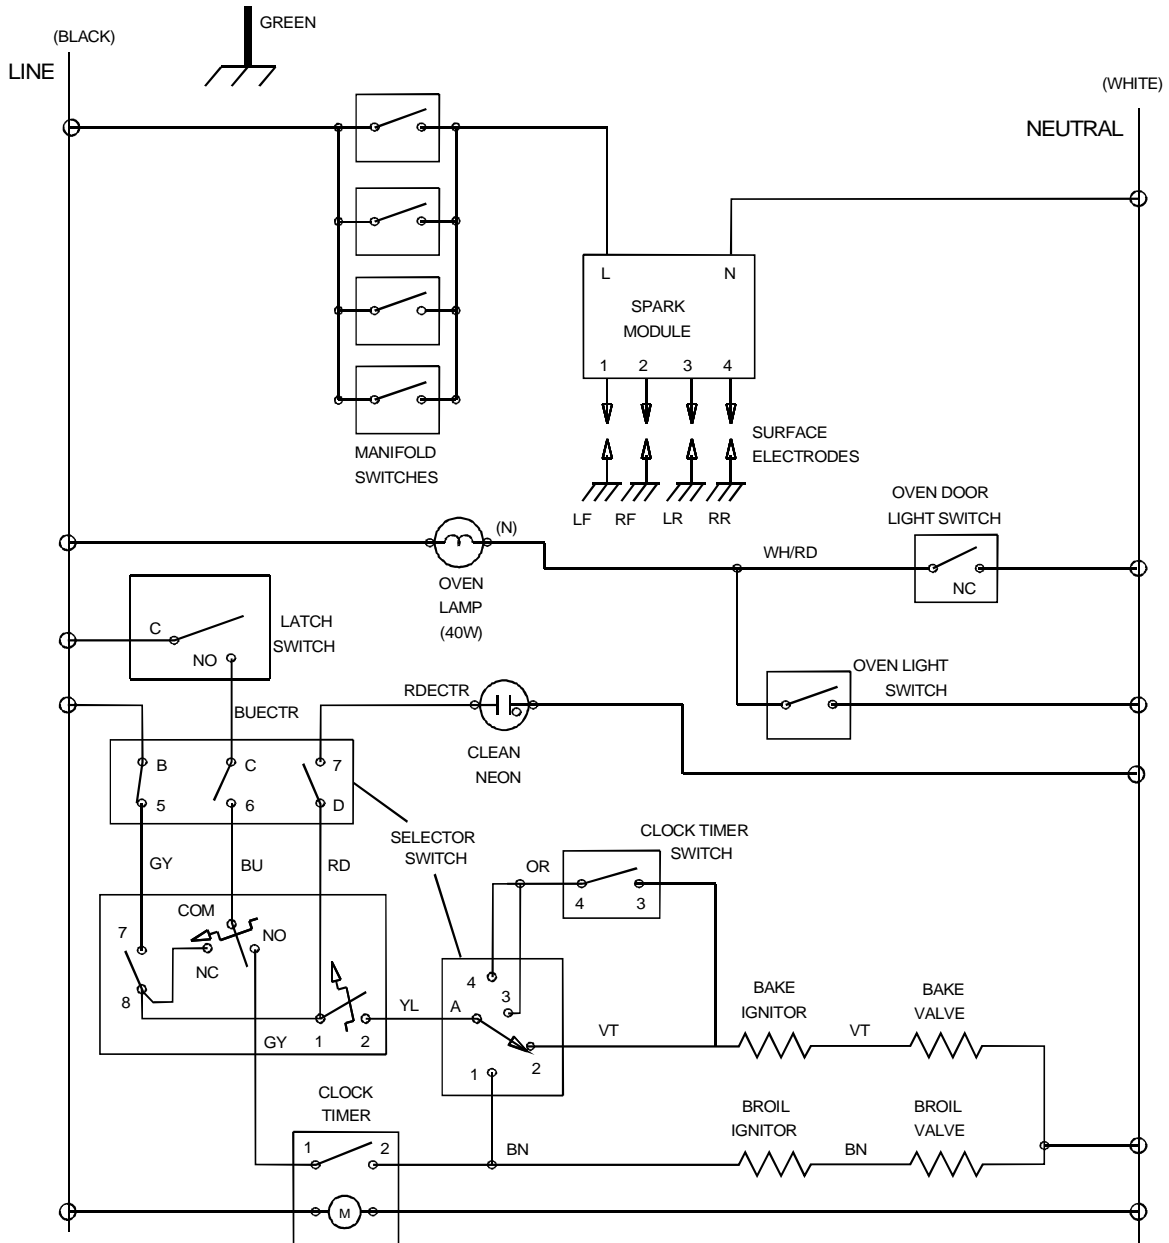 GREEN
(BLACK)
LINE
(WHITE)
NEUTRAL
L
N
SPARK
MODULE
1 2 3 4
SURFACE
ELECTRODES
MANIFOLD
SWITCHES
LF RF LR RR
OVEN DOOR
LIGHT SWITCH
(N)
WH/RD
NC
OVEN
LAMP
(40W)
C
NO
LATCH
SWITCH
OVEN LIGHT
SWITCH
BUECTR
RDECTR
CLEAN
NEON
B C 7
5 6 D
SELECTOR
SWITCH
CLOCK TIMER
SWITCH
GY
BU
RD
OR
4 3
COM
7
NO
NC
8
1 2
GY
YL
A
4
3
2
1
VT
BAKE
IGNITOR
VT
BAKE
VALVE
CLOCK
TIMER
1 2
BN
BROIL
IGNITOR
BN
BROIL
VALVE
M